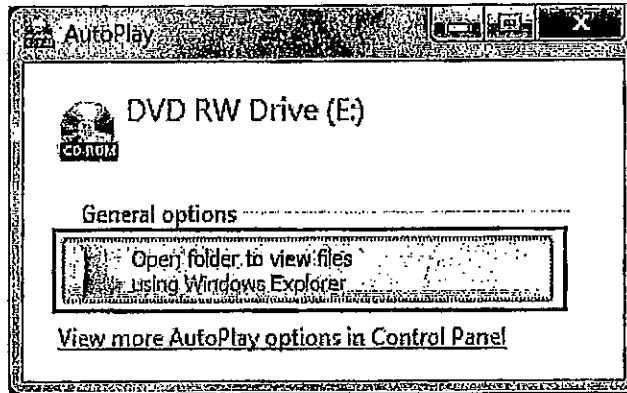 AutoPlay
DVD RW Drive (E:)
CD-ROM
General options
Open folder to view files
using Windows Explorer
View more AutoPlay options in Control Panel